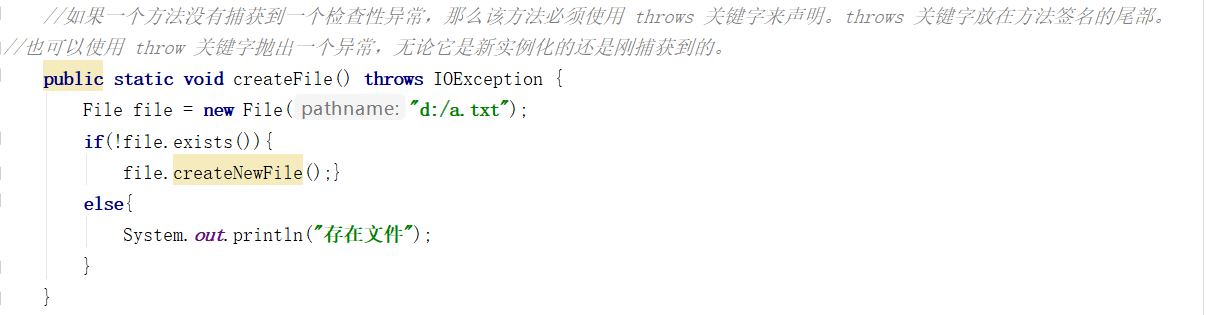 //如果一个方法没有捕获到一个检查性异常，那么该方法必须使用 throws 关键字来声明。throws 关键字放在方法签名的尾部。
//也可以使用 throw 关键字抛出一个异常，无论它是新实例化的还是刚捕获到的。
public static void createFile() throws IOException {
File file = new File( pathname: "d:/a.txt");
if(!file.exists()){
file.createNewFile();}
else{
System.out.println("存在文件");
}
}